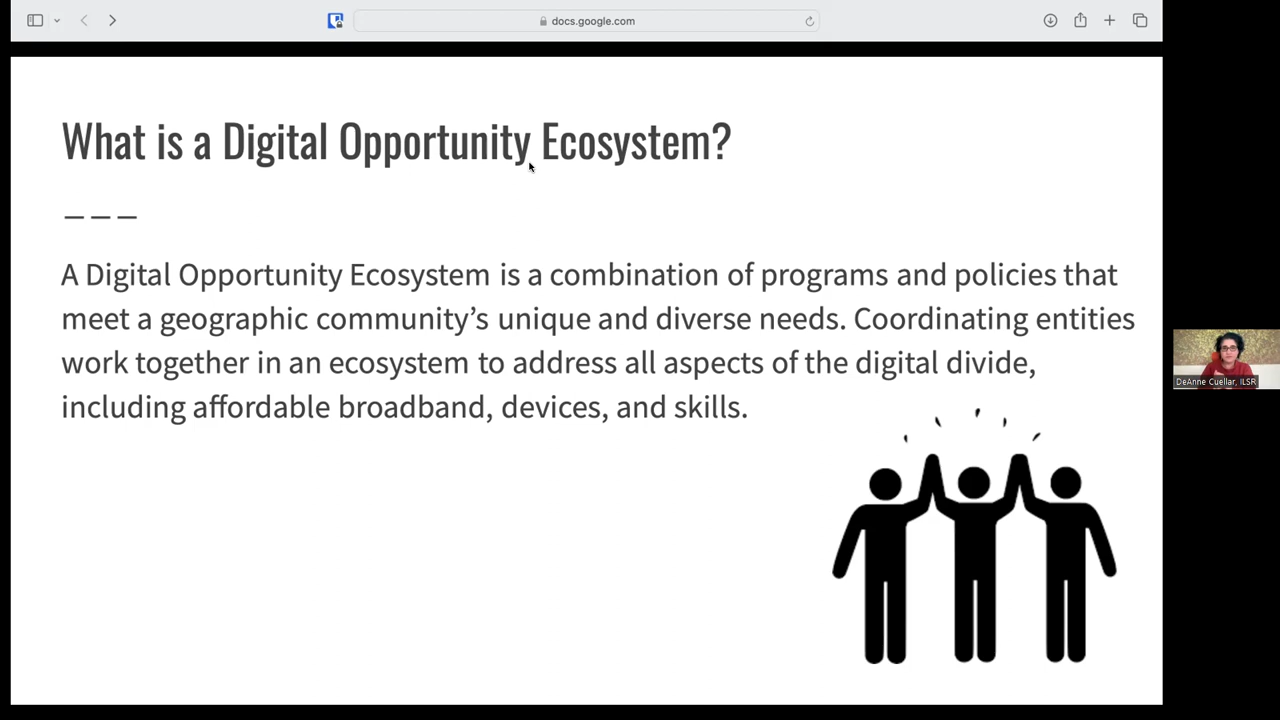 docs.google.com
What is a Digital Opportunity Ecosystem?
A Digital Opportunity Ecosystem is a combination of programs and policies that
meet a geographic community’s unique and diverse needs. Coordinating entities
work together in an ecosystem to address all aspects of the digital divide,
including affordable broadband, devices, and skills.
DeAnne Cuellar, ILSR